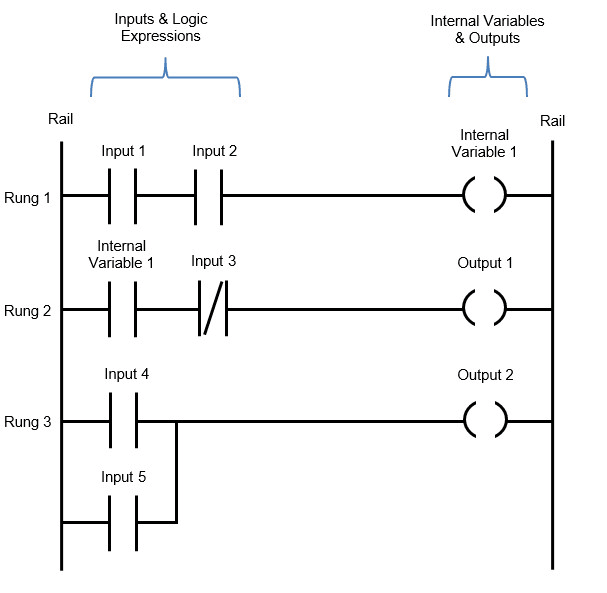 Inputs & Logic
Expressions
Internal Variables
& Outputs
Rail
Rail
Input 1
Input 2
Internal
Variable 1
Rung 1
Internal
Variable 1
Input 3
Output 1
Rung 2
Input 4
Output 2
Rung 3
Input 5